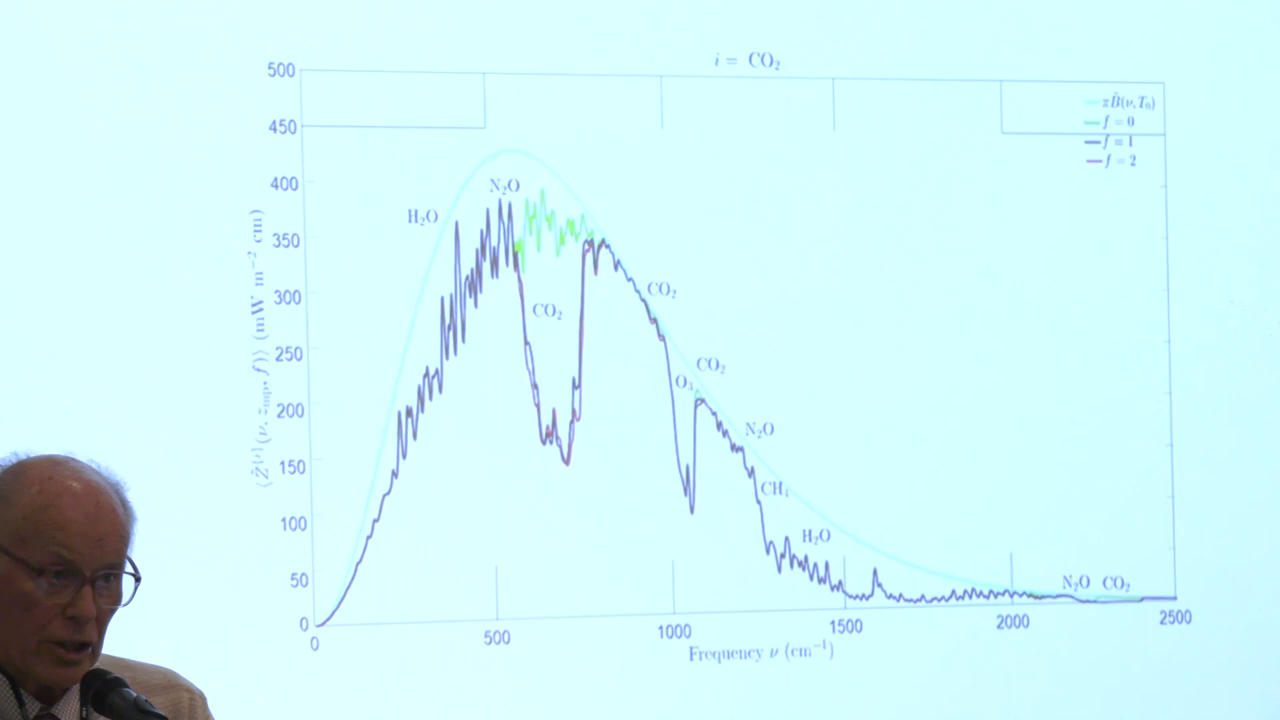 i = CO₂
500
450
400
350
300
250
200
150
100
50
0
πB̃(ν,T₀)
f = 0
f = 1
f = 2
N₂O
H₂O
CO₂
CO₂
CO₂
O₃
N₂O
CH₄
H₂O
N₂O CO₂
0
500
1000
1500
2000
2500
Frequency ν (cm⁻¹)
(mW m⁻² cm)